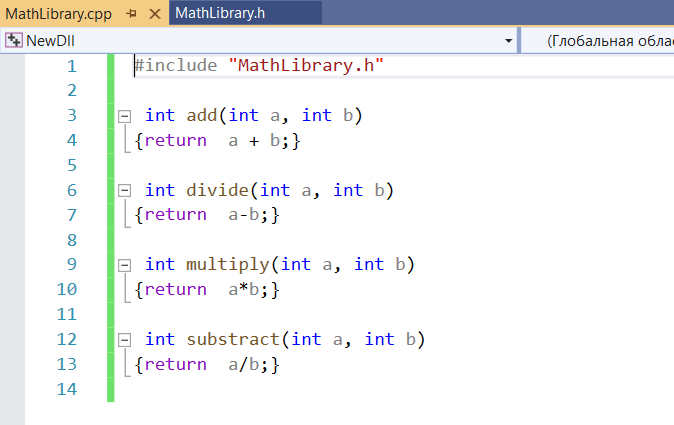 MathLibrary.cpp MathLibrary.h
NewDll (Глобальная обла
1 #include "MathLibrary.h"
2
3 int add(int a, int b)
4 {return  a + b;}
5
6 int divide(int a, int b)
7 {return  a-b;}
8
9 int multiply(int a, int b)
10 {return  a*b;}
11
12 int substract(int a, int b)
13 {return  a/b;}
14